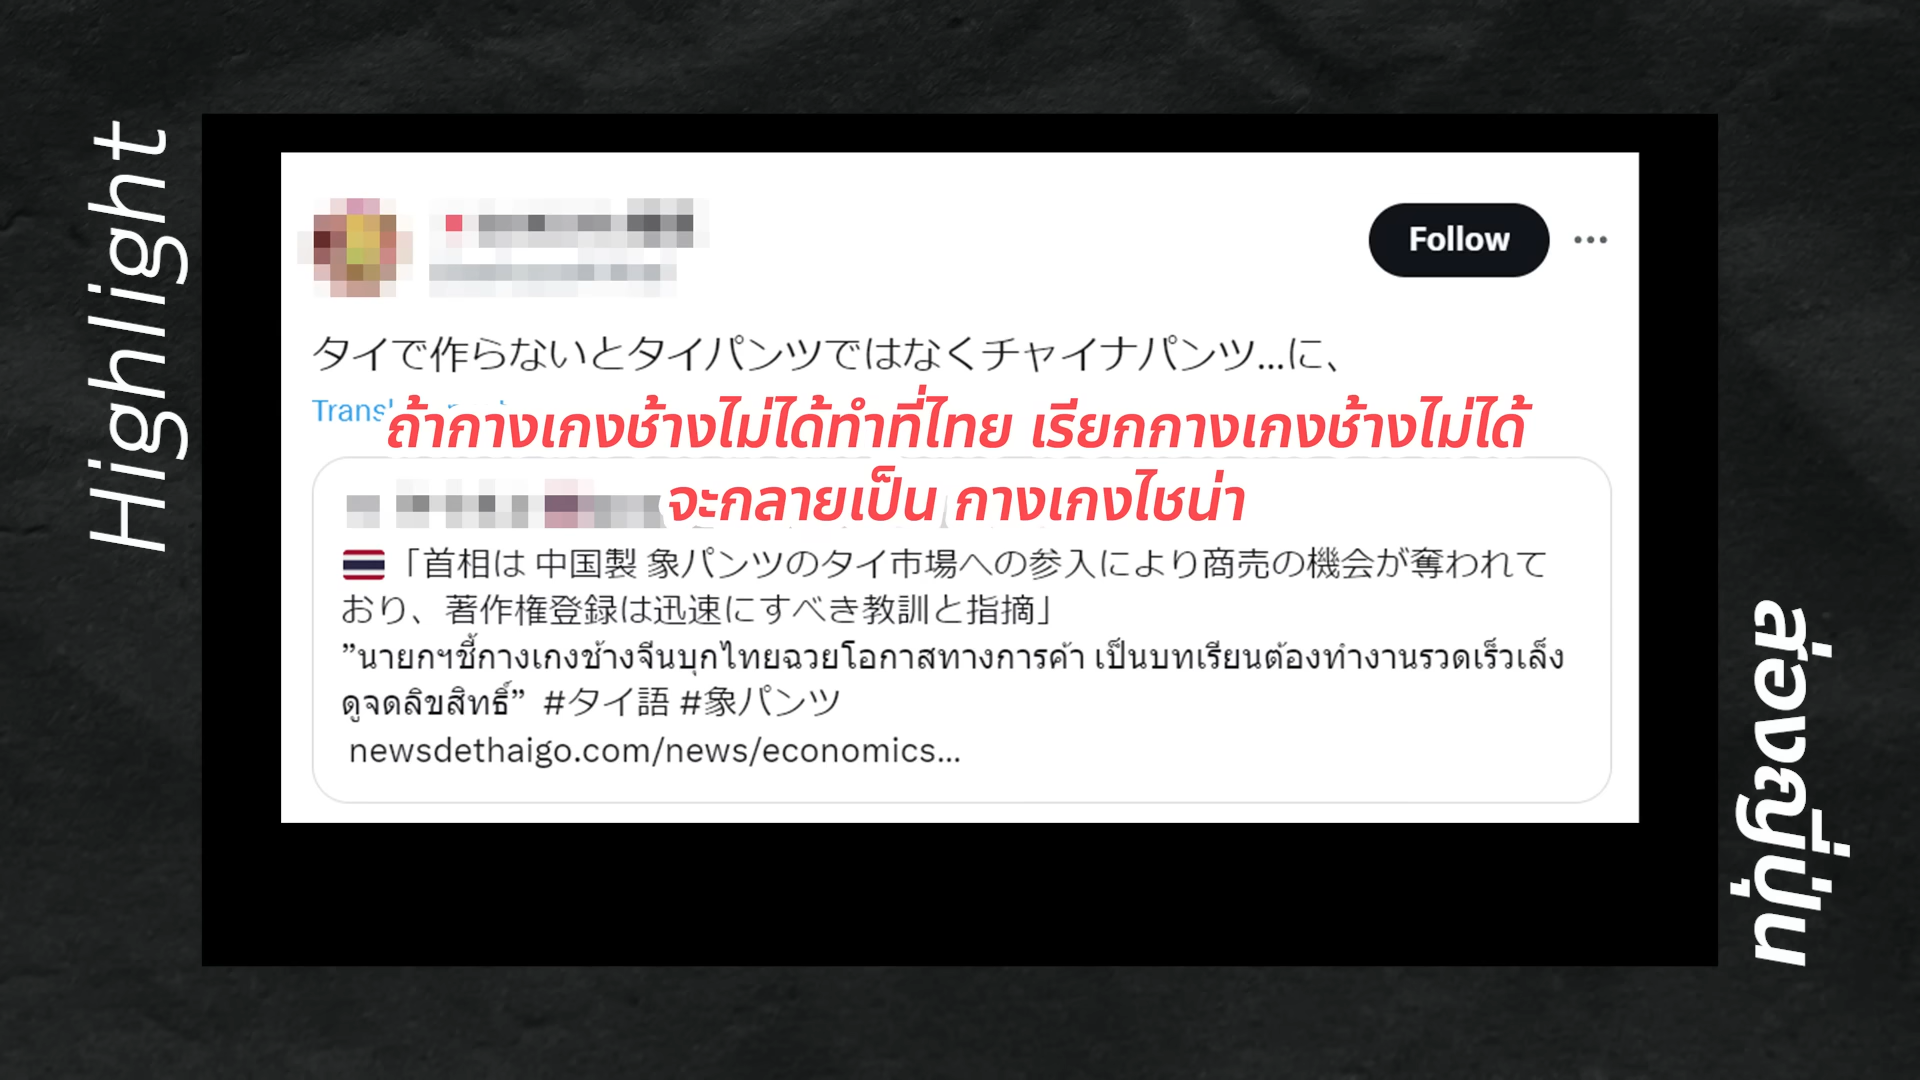 Highlight
Follow
タイで作らないとタイパンツではなくチャイナパンツ...に、
ถ้ากางเกงช้างไม่ได้ทำที่ไทย เรียกกางเกงช้างไม่ได้
จะกลายเป็น กางเกงไชน่า
「首相は 中国製 象パンツのタイ市場への参入により商売の機会が奪われて
おり、著作権登録は迅速にすべき教訓と指摘」
”นายกฯชี้กางเกงช้างจีนบุกไทยฉวยโอกาสทางการค้า เป็นบทเรียนต้องทำงานรวดเร็วเล็ง
ดูจดลิขสิทธิ์” #タイ語 #象パンツ
newsdethaigo.com/news/economics...
ส่องญี่ปุ่น